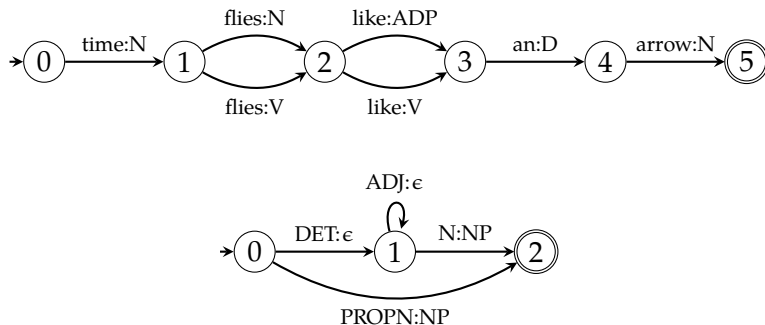 flies:N like:ADP
time:N an:D arrow:N
0 1 2 3 4 5
flies:V like:V
ADJ:ϵ
DET:ϵ N:NP
0 1 2
PROPN:NP